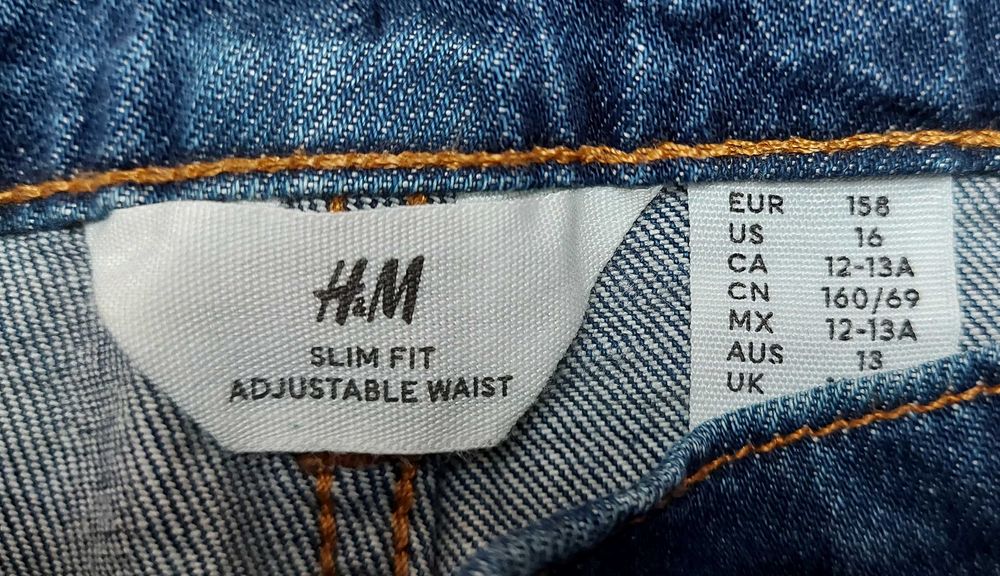 H&M
SLIM FIT
ADJUSTABLE WAIST
EUR 158
US 16
CA 12-13A
CN 160/69
MX 12-13A
AUS 13
UK